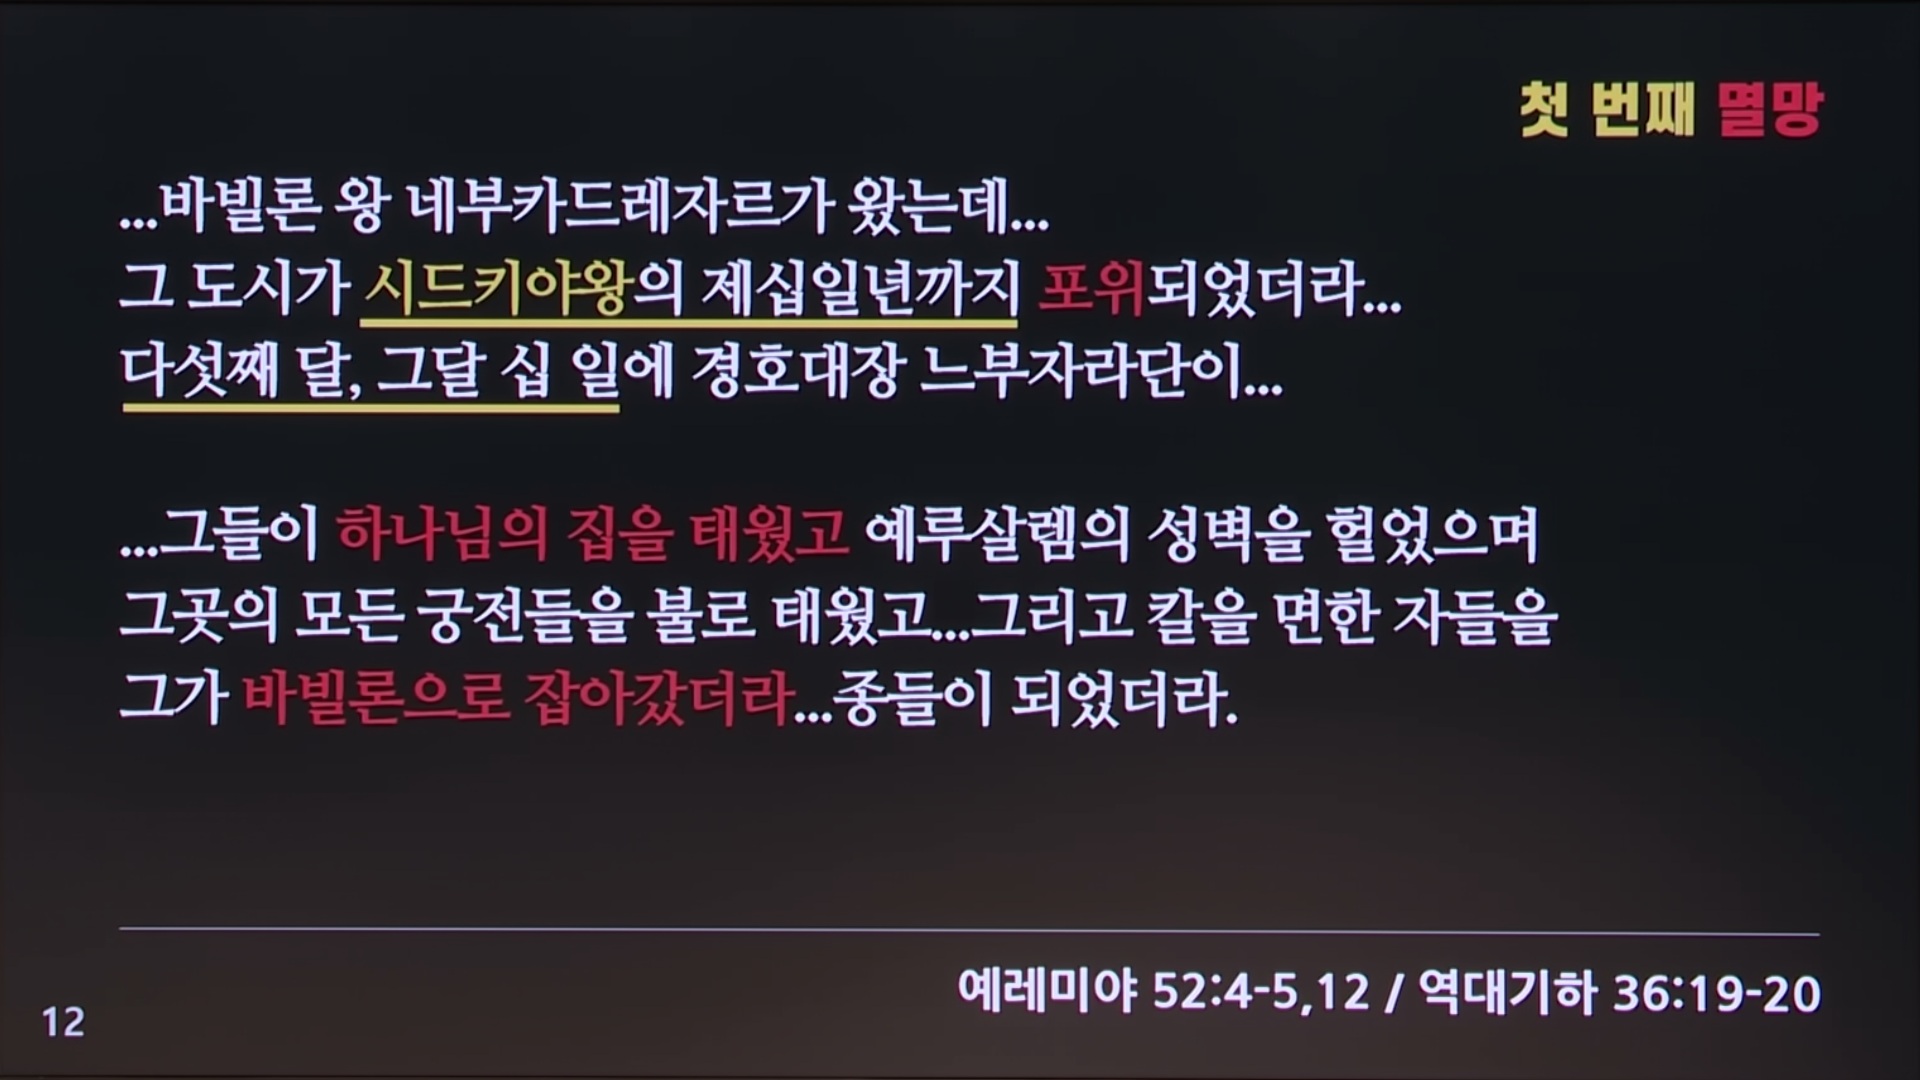 첫 번째 멸망
...바빌론 왕 네부카드레자르가 왔는데...
그 도시가 시드키야왕의 제십일년까지 포위되었더라...
다섯째 달, 그달 십 일에 경호대장 느부자라단이...
...그들이 하나님의 집을 태웠고 예루살렘의 성벽을 헐었으며
그곳의 모든 궁전들을 불로 태웠고...그리고 칼을 면한 자들을
그가 바빌론으로 잡아갔더라...종들이 되었더라.
예레미야 52:4-5,12 / 역대기하 36:19-20
12